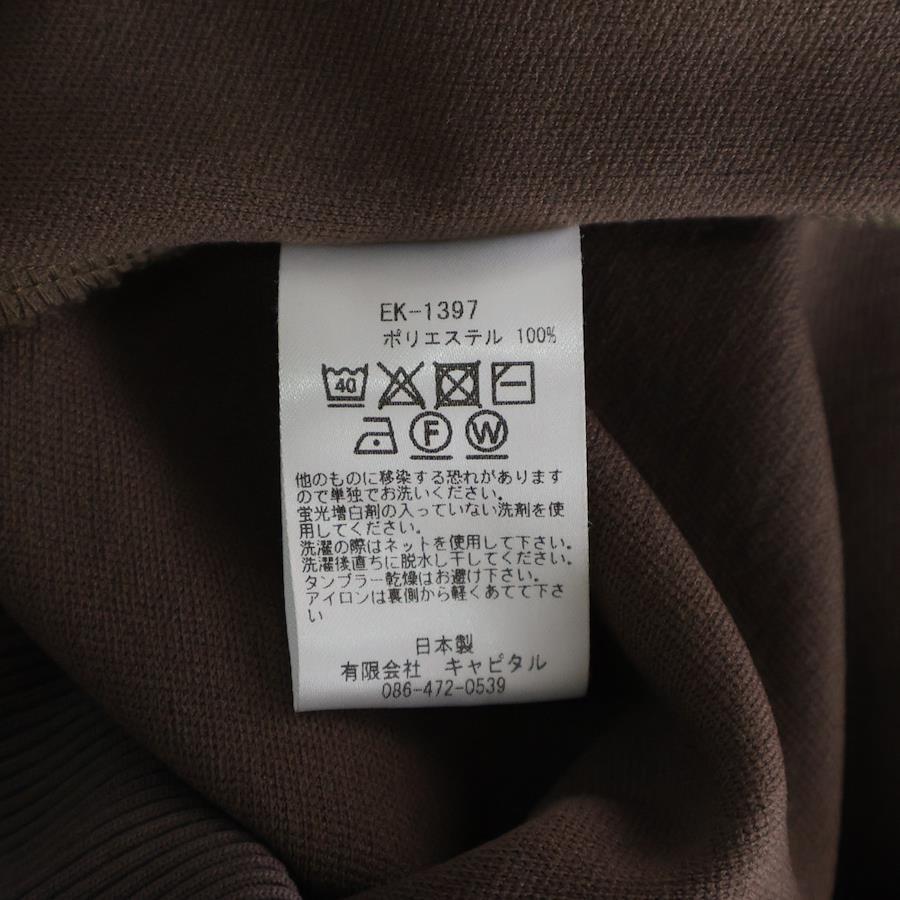 EK-1397
ポリエステル 100%
40
F W
他のものに移染する恐れがあります
ので単独でお洗いください。
蛍光増白剤の入っていない洗剤を使
用してください。
洗濯の際はネットを使用して下さい。
洗濯後直ちに脱水し干してください。
タンブラー乾燥はお避け下さい。
アイロンは裏側から軽くあてて下さ
い
日本製
有限会社 キャピタル
086-472-0539